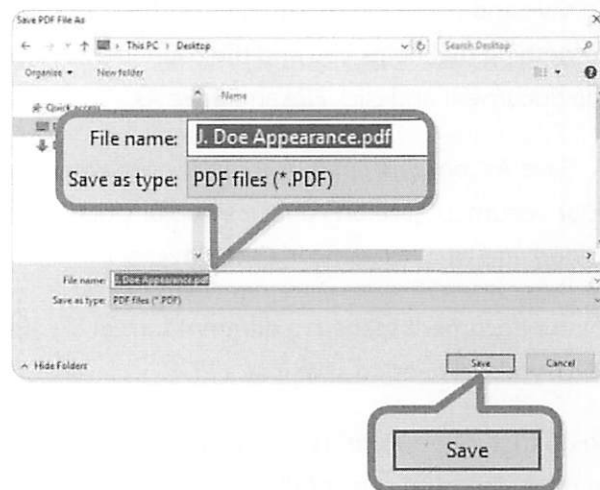 Save PDF File As
This PC › Desktop
Search Desktop
Organise
New folder
Name
Quick access
File name: J. Doe Appearance.pdf
Save as type: PDF files (*.PDF)
File name: J. Doe Appearance.pdf
Save as type: PDF files (*.PDF)
Hide Folders
Save
Cancel
Save